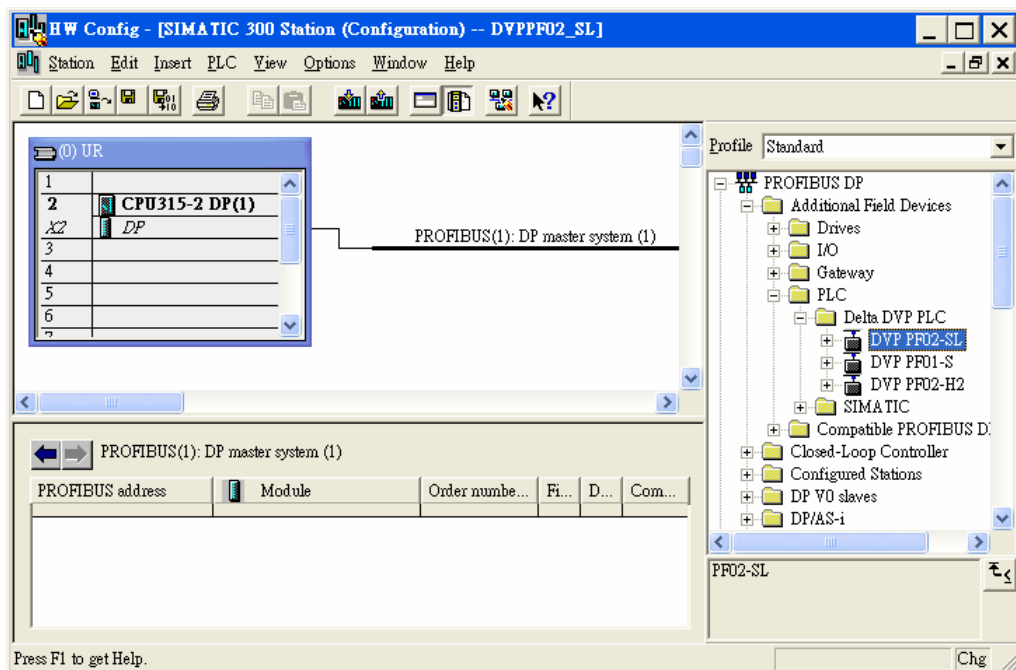 HW Config - [SIMATIC 300 Station (Configuration) -- DVPPF02_SL]
Station Edit Insert PLC View Options Window Help
(0) UR
1
2 CPU315-2 DP(1)
X2 DP
3
4
5
6
7
PROFIBUS(1): DP master system (1)
Profile Standard
PROFIBUS DP
Additional Field Devices
Drives
I/O
Gateway
PLC
Delta DVP PLC
DVP PF02-SL
DVP PF01-S
DVP PF02-H2
SIMATIC
Compatible PROFIBUS D
Closed-Loop Controller
Configured Stations
DP V0 slaves
DP/AS-i
PROFIBUS(1): DP master system (1)
PROFIBUS address Module Order numbe... Fi... D... Com...
PF02-SL
Press F1 to get Help.
Chg